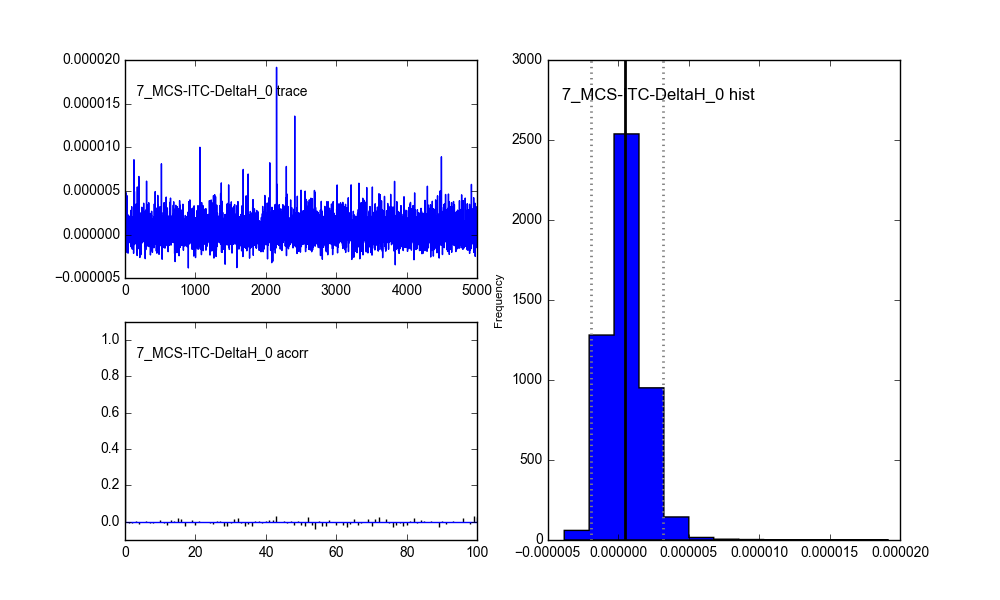 0.000020
0.000015
0.000010
0.000005
0.000000
−0.000005
7_MCS-ITC-DeltaH_0 trace
0 1000 2000 3000 4000 5000
1.0
0.8
0.6
0.4
0.2
0.0
7_MCS-ITC-DeltaH_0 acorr
0 20 40 60 80 100
Frequency
3000
2500
2000
1500
1000
500
0
7_MCS-ITC-DeltaH_0 hist
−0.000005 0.000000 0.000005 0.000010 0.000015 0.000020